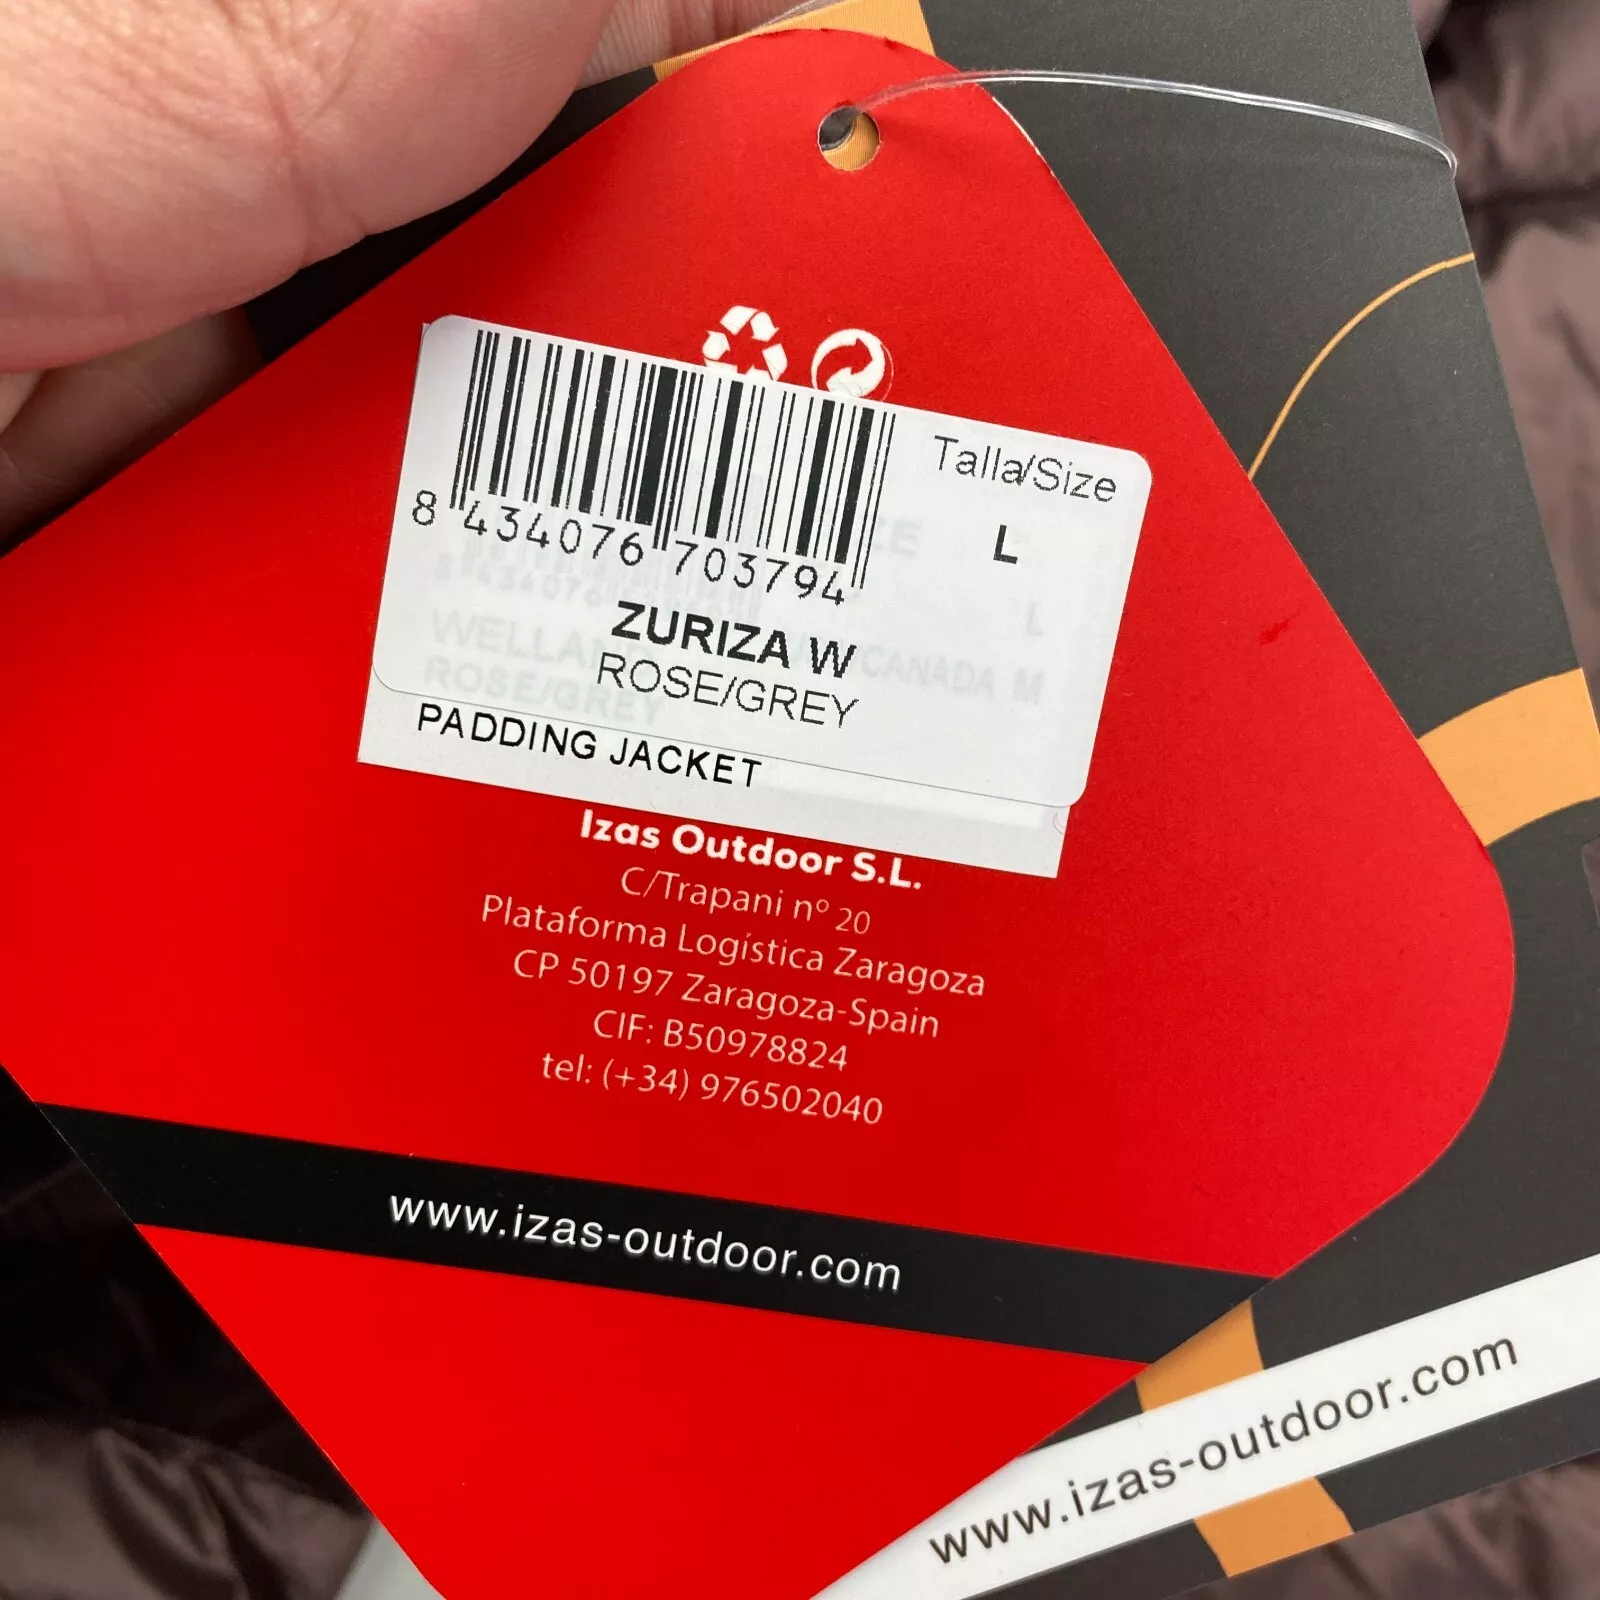 Talla/Size
L
8 434076 703794
ZURIZA W
ROSE/GREY
PADDING JACKET
Izas Outdoor S.L.
C/Trapani nº 20
Plataforma Logística Zaragoza
CP 50197 Zaragoza-Spain
CIF: B50978824
tel: (+34) 976502040
www.izas-outdoor.com
www.izas-outdoor.com